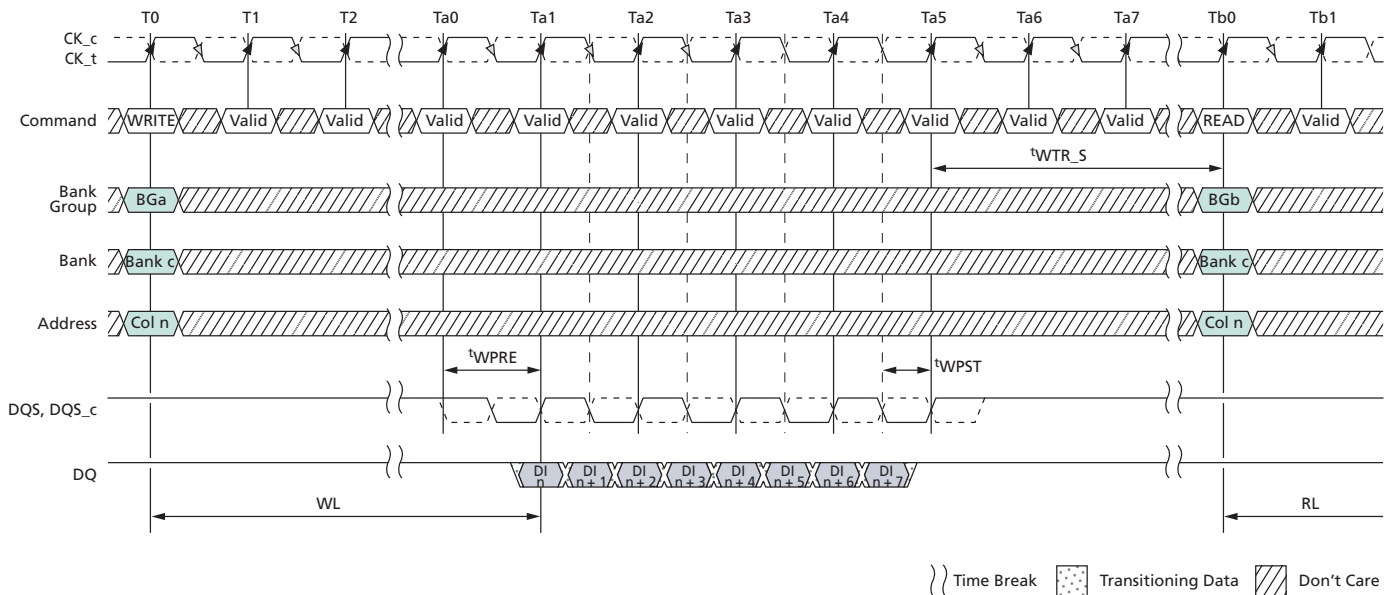 T0 T1 T2 Ta0 Ta1 Ta2 Ta3 Ta4 Ta5 Ta6 Ta7 Tb0 Tb1
CK_c
CK_t
Command WRITE Valid Valid Valid Valid Valid Valid Valid Valid Valid Valid READ Valid
tWTR_S
Bank
Group BGa BGb
Bank Bank c Bank c
Address Col n Col n
tWPRE tWPST
DQS, DQS_c
DQ DI DI DI DI DI DI DI DI
n n + 1 n + 2 n + 3 n + 4 n + 5 n + 6 n + 7
WL RL
Time Break Transitioning Data Don't Care